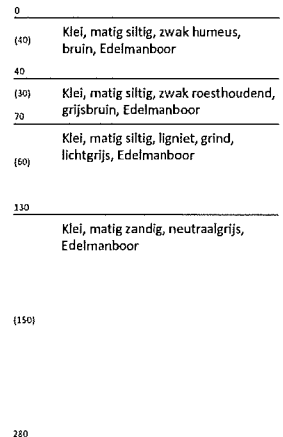 0
Klei, matig siltig, zwak humeus,
(40)
bruin, Edelmanboor
40
(30) Klei, matig siltig, zwak roesthoudend,
grijsbruin, Edelmanboor
70
Klei, matig siltig, ligniet, grind,
lichtgrijs, Edelmanboor
(60)
130
Klei, matig zandig, neutraalgrijs,
Edelmanboor
(150)
280